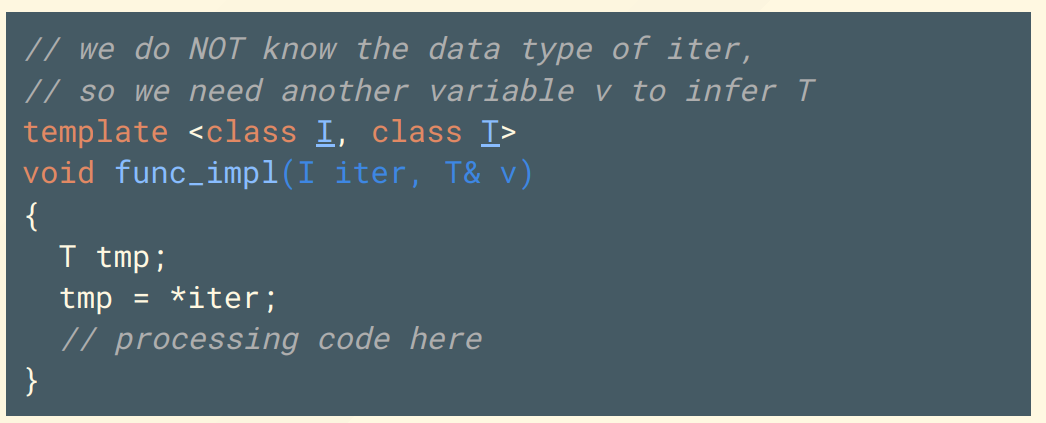 // we do NOT know the data type of iter,
// so we need another variable v to infer T
template <class I, class T>
void func_impl(I iter, T& v)
{
  T tmp;
  tmp = *iter;
  // processing code here
}